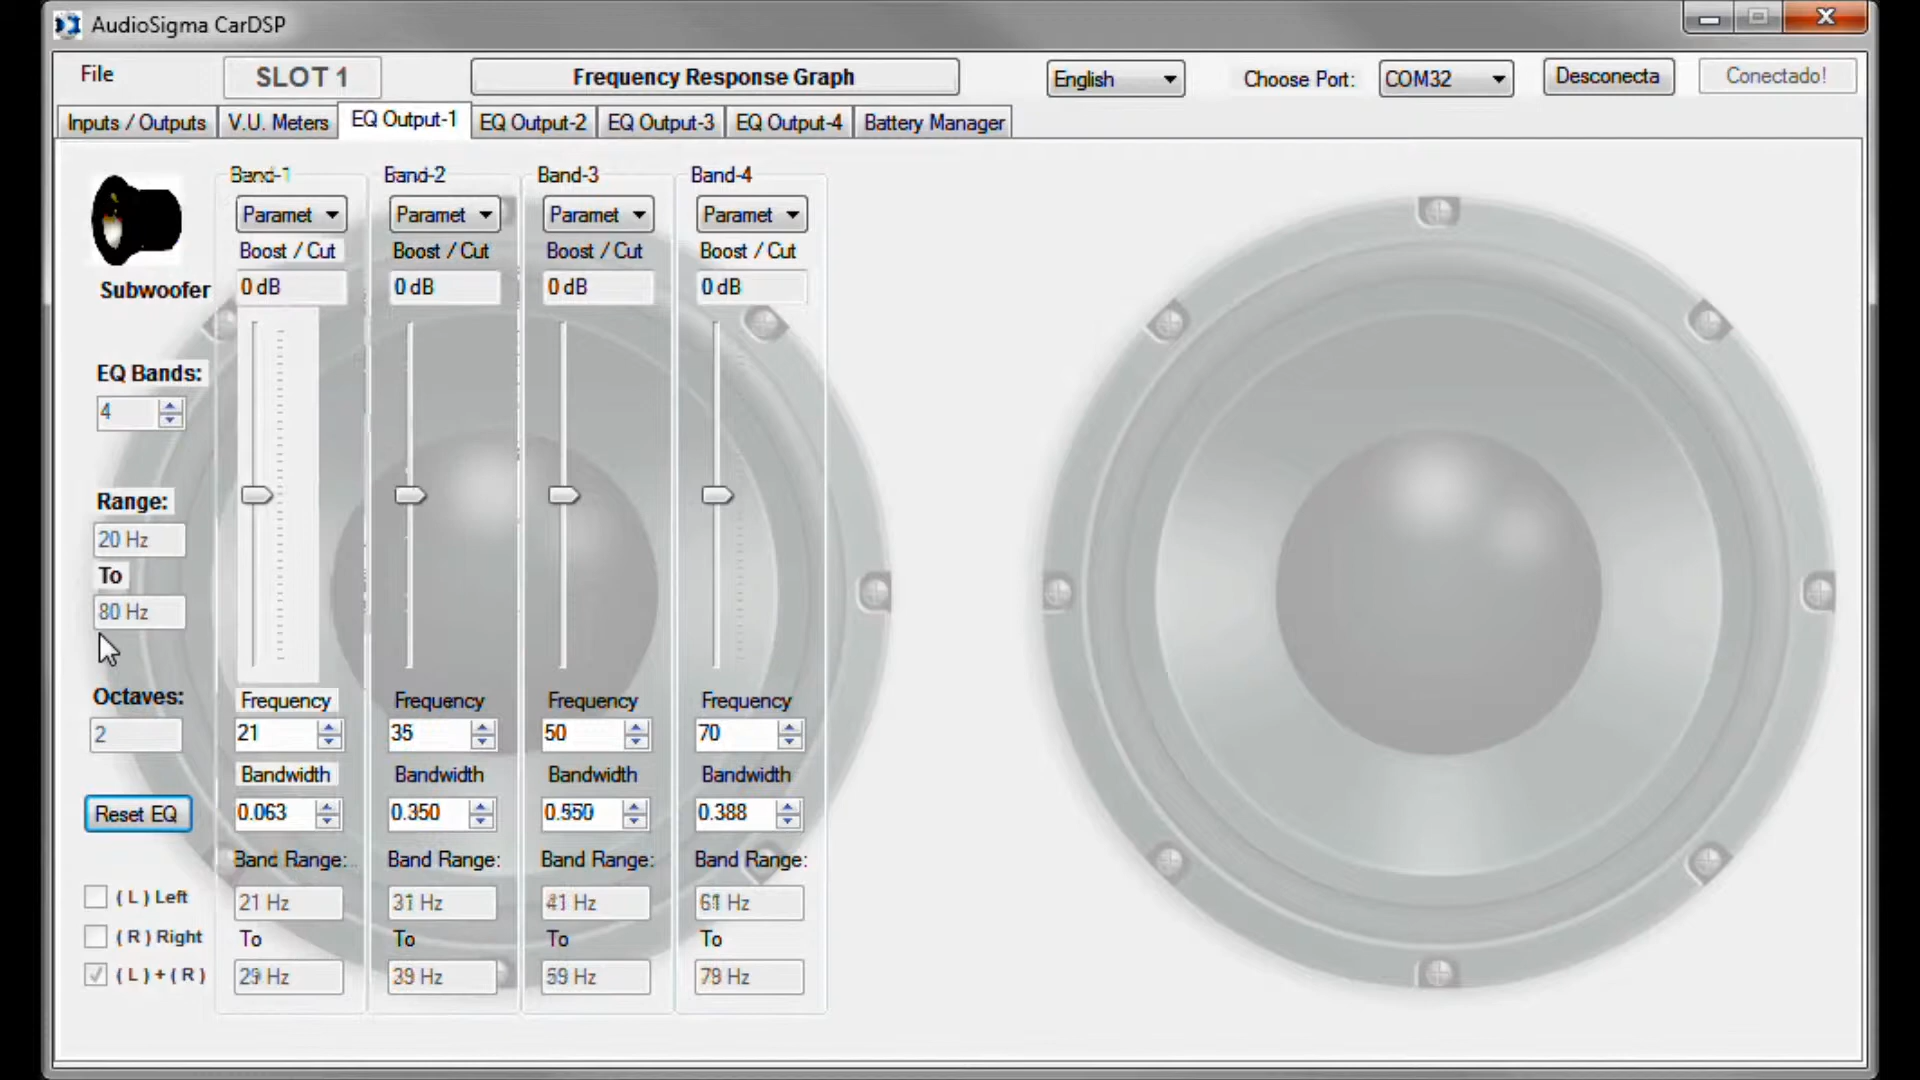 AudioSigma CarDSP
File
SLOT 1
Frequency Response Graph
English
Choose Port:
COM32
Desconecta
Conectado!
Inputs / Outputs
V.U. Meters
EQ Output-1
EQ Output-2
EQ Output-3
EQ Output-4
Battery Manager
Subwoofer
EQ Bands:
4
Range:
20 Hz
To
80 Hz
Octaves:
2
Reset EQ
( L ) Left
( R ) Right
( L ) + ( R )
Band-1
Paramet
Boost / Cut
0 dB
Frequency
21
Bandwidth
0.063
Band Range:
21 Hz
To
29 Hz
Band-2
Paramet
Boost / Cut
0 dB
Frequency
35
Bandwidth
0.350
Band Range:
31 Hz
To
39 Hz
Band-3
Paramet
Boost / Cut
0 dB
Frequency
50
Bandwidth
0.550
Band Range:
41 Hz
To
59 Hz
Band-4
Paramet
Boost / Cut
0 dB
Frequency
70
Bandwidth
0.388
Band Range:
61 Hz
To
79 Hz